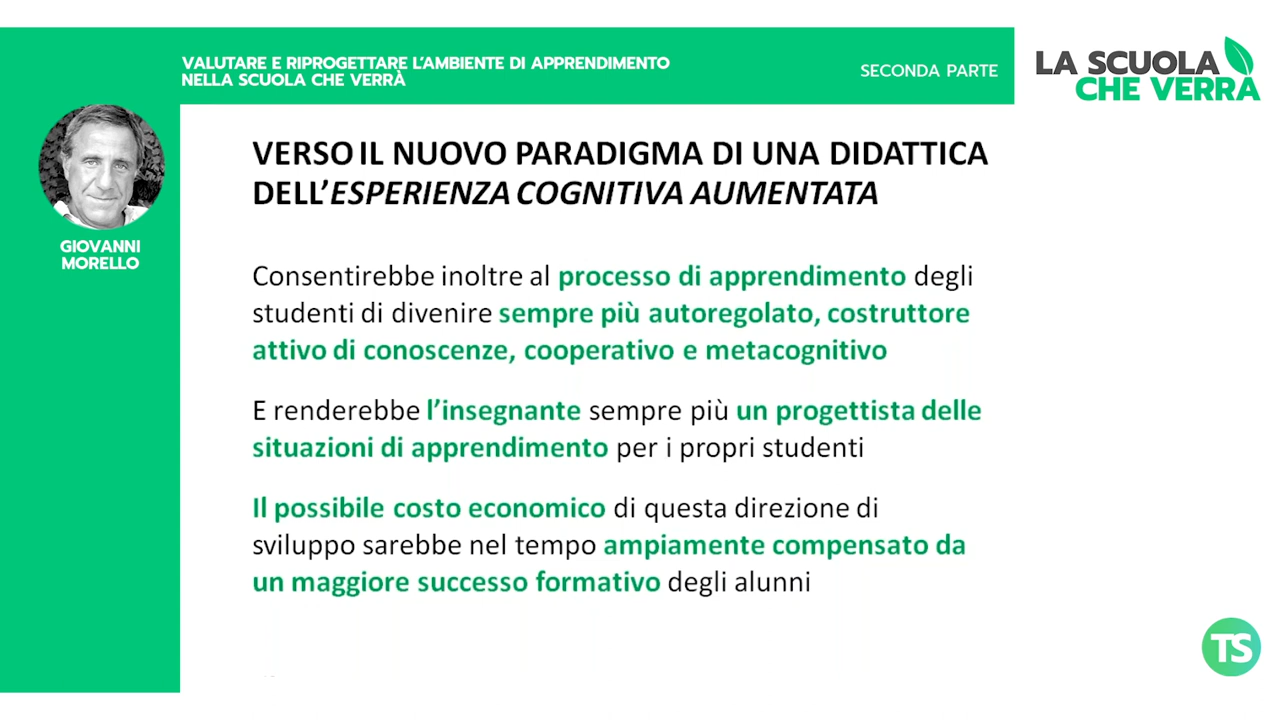 VALUTARE E RIPROGETTARE L'AMBIENTE DI APPRENDIMENTO
NELLA SCUOLA CHE VERRÀ
SECONDA PARTE
LA SCUOLA
CHE VERRÀ
GIOVANNI
MORELLO
VERSO IL NUOVO PARADIGMA DI UNA DIDATTICA
DELL'ESPERIENZA COGNITIVA AUMENTATA
Consentirebbe inoltre al processo di apprendimento degli
studenti di divenire sempre più autoregolato, costruttore
attivo di conoscenze, cooperativo e metacognitivo
E renderebbe l'insegnante sempre più un progettista delle
situazioni di apprendimento per i propri studenti
Il possibile costo economico di questa direzione di
sviluppo sarebbe nel tempo ampiamente compensato da
un maggiore successo formativo degli alunni
TS